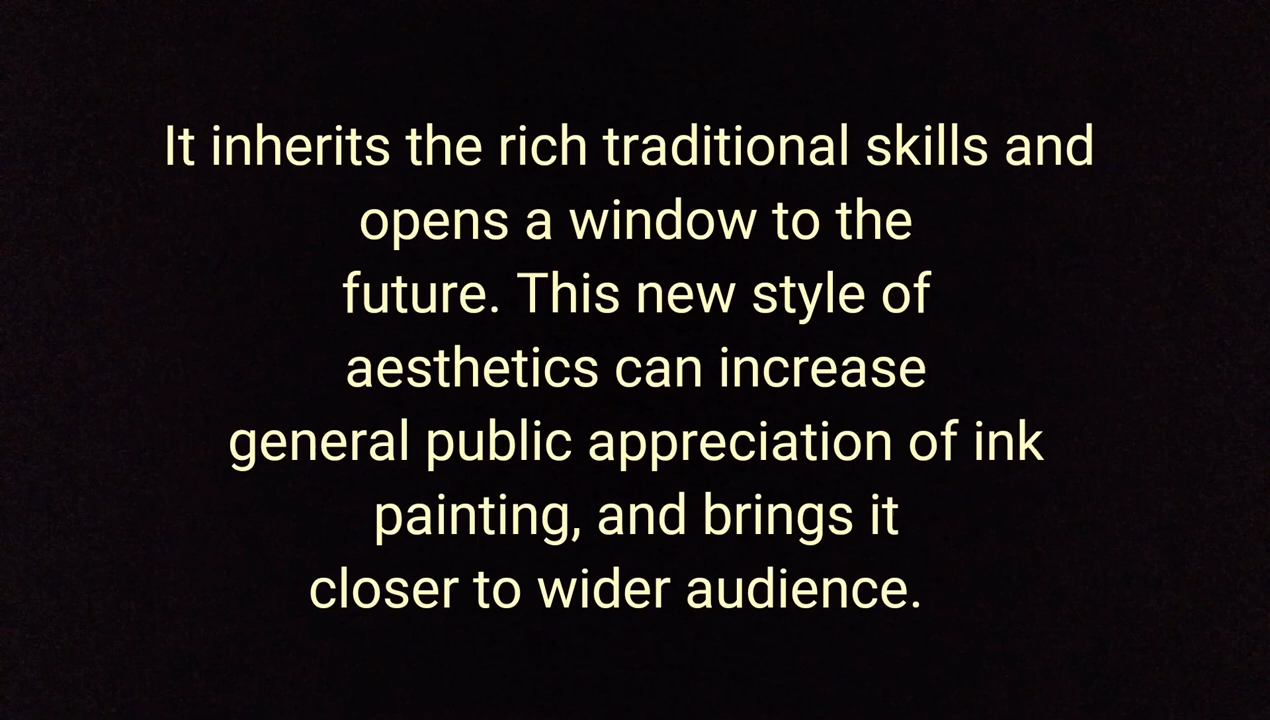 It inherits the rich traditional skills and
opens a window to the
future. This new style of
aesthetics can increase
general public appreciation of ink
painting, and brings it
closer to wider audience.